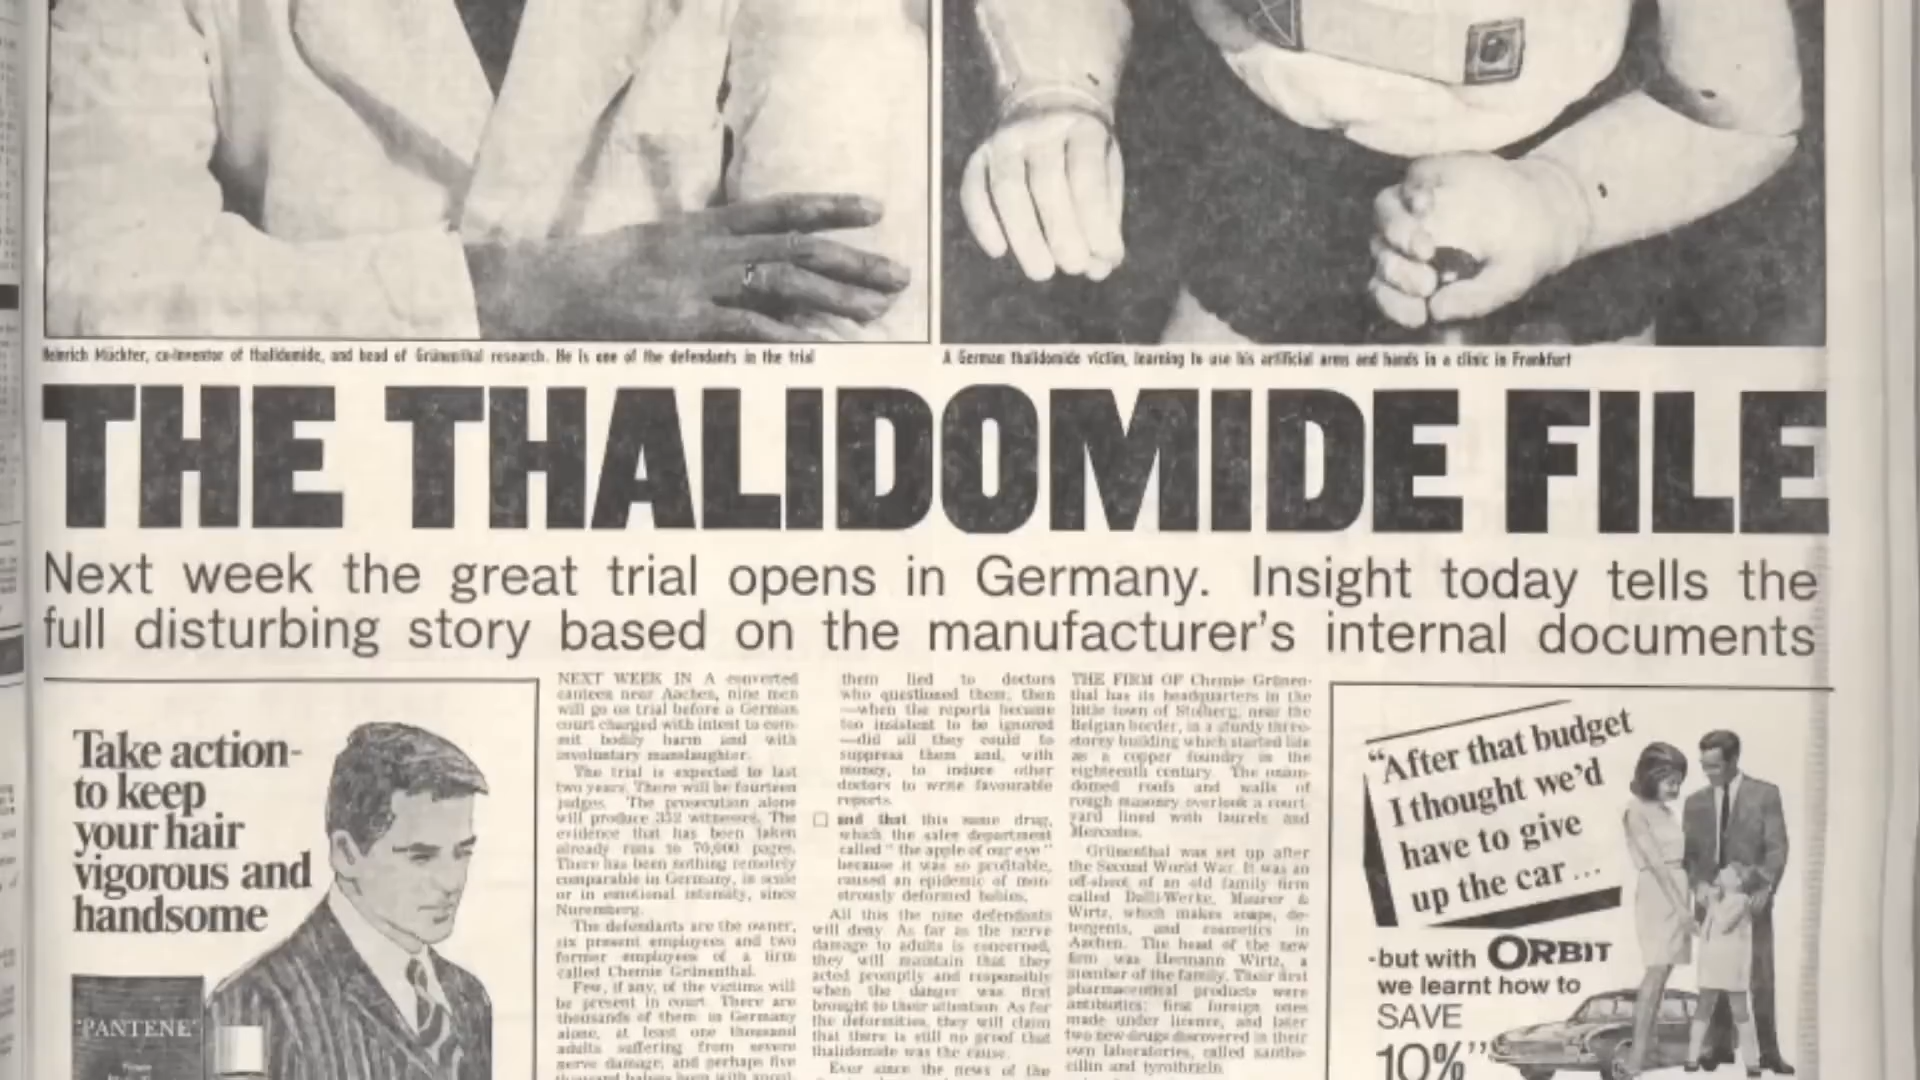 Heinrich Mückter, co-inventor of thalidomide, and head of Grünenthal research. He is one of the defendants in the trial
A German thalidomide victim, learning to use his artificial arms and hands in a clinic in Frankfurt
THE THALIDOMIDE FILE
Next week the great trial opens in Germany. Insight today tells the
full disturbing story based on the manufacturer's internal documents
Take action-
to keep
your hair
vigorous and
handsome
"PANTENE"
NEXT WEEK IN A converted
canteen near Aachen, nine men
will go on trial before a German
court charged with intent to com-
mit bodily harm and with
involuntary manslaughter.
The trial is expected to last
two years. There will be fourteen
judges. The prosecution alone
will produce 352 witnesses. The
evidence that has been taken
already runs to 70,000 pages.
There has been nothing remotely
comparable in Germany, in scale
or in emotional intensity, since
Nuremberg.
The defendants are the owner,
six present employees and two
former employees of a firm
called Chemie Grünenthal.
Few, if any, of the victims will
be present in court. There are
thousands of them: in Germany
alone, at least one thousand
adults suffering from severe
nerve damage, and perhaps five
thousand babies born with
them lied to doctors
who questioned them, then
—when the reports became
too insistent to be ignored
—did all they could to
suppress them and, with
money, to induce other
doctors to write favourable
reports.
□ and that this same drug,
which the sales department
called "the apple of our eye"
because it was so profitable,
caused an epidemic of mon-
strously deformed babies.
All this the nine defendants
will deny. As far as the nerve
damage to adults is concerned,
they will maintain that they
acted promptly and responsibly
when the danger was first
brought to their attention. As for
the deformities, they will claim
that there is still no proof that
thalidomide was the cause.
Ever since the news of the
THE FIRM OF Chemie Grünen-
thal has its headquarters in the
little town of Stolberg, near the
Belgian border, in a sturdy three-
storey building which started life
as a copper foundry in the
eighteenth century. The
domed roofs and walls of
rough masonry overlook a court-
yard lined with laurels and
Mercedes.
Grünenthal was set up after
the Second World War. It was an
off-shoot of an old family firm
called Dalli-Werke, Maurer &
Wirtz, which makes soaps, de-
tergents, and cosmetics in
Aachen. The head of the new
firm was Hermann Wirtz, a
member of the family. Their first
pharmaceutical products were
antibiotics: first foreign ones
made under licence, and later
two new drugs discovered in their
own laboratories, called
cillin and tyrothricin.
"After that budget
I thought we'd
have to give
up the car...
-but with ORBIT
we learnt how to
SAVE
10%"